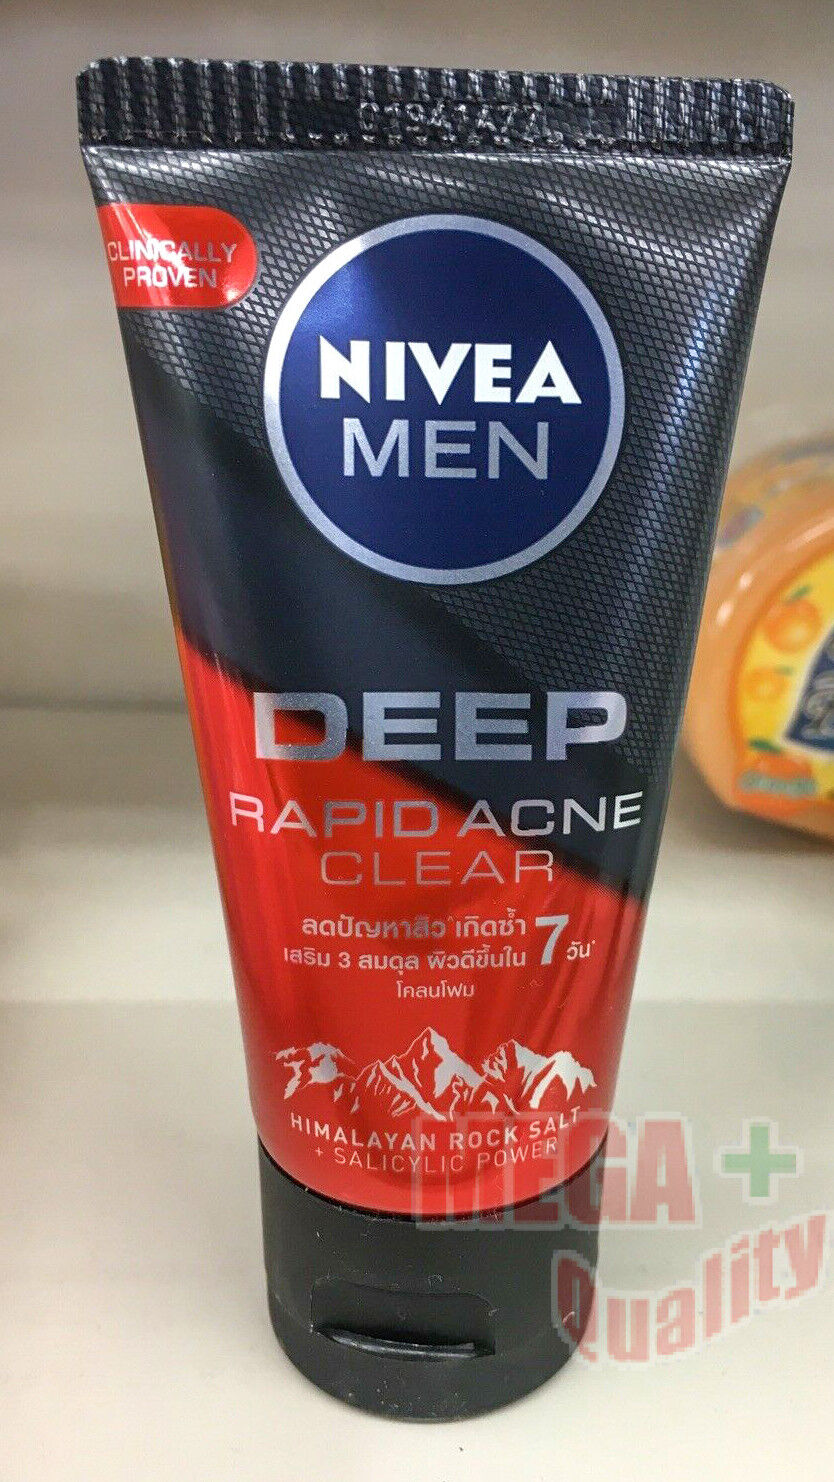 01941477
CLINICALLY
PROVEN
NIVEA
MEN
DEEP
RAPID ACNE
CLEAR
ลดปัญหาสิว^เกิดซ้ำ
เสริม 3 สมดุล ผิวดีขึ้นใน 7 วัน*
โคลนโฟม
HIMALAYAN ROCK SALT
+ SALICYLIC POWER
MEGA +
Quality